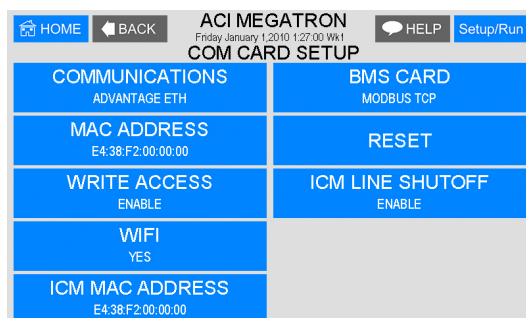 HOME
BACK
ACI MEGATRON
Friday January 1,2010 1:27:00 Wk1
HELP
Setup/Run
COM CARD SETUP
COMMUNICATIONS
ADVANTAGE ETH
BMS CARD
MODBUS TCP
MAC ADDRESS
E4:38:F2:00:00:00
RESET
WRITE ACCESS
ENABLE
ICM LINE SHUTOFF
ENABLE
WIFI
YES
ICM MAC ADDRESS
E4:38:F2:00:00:00